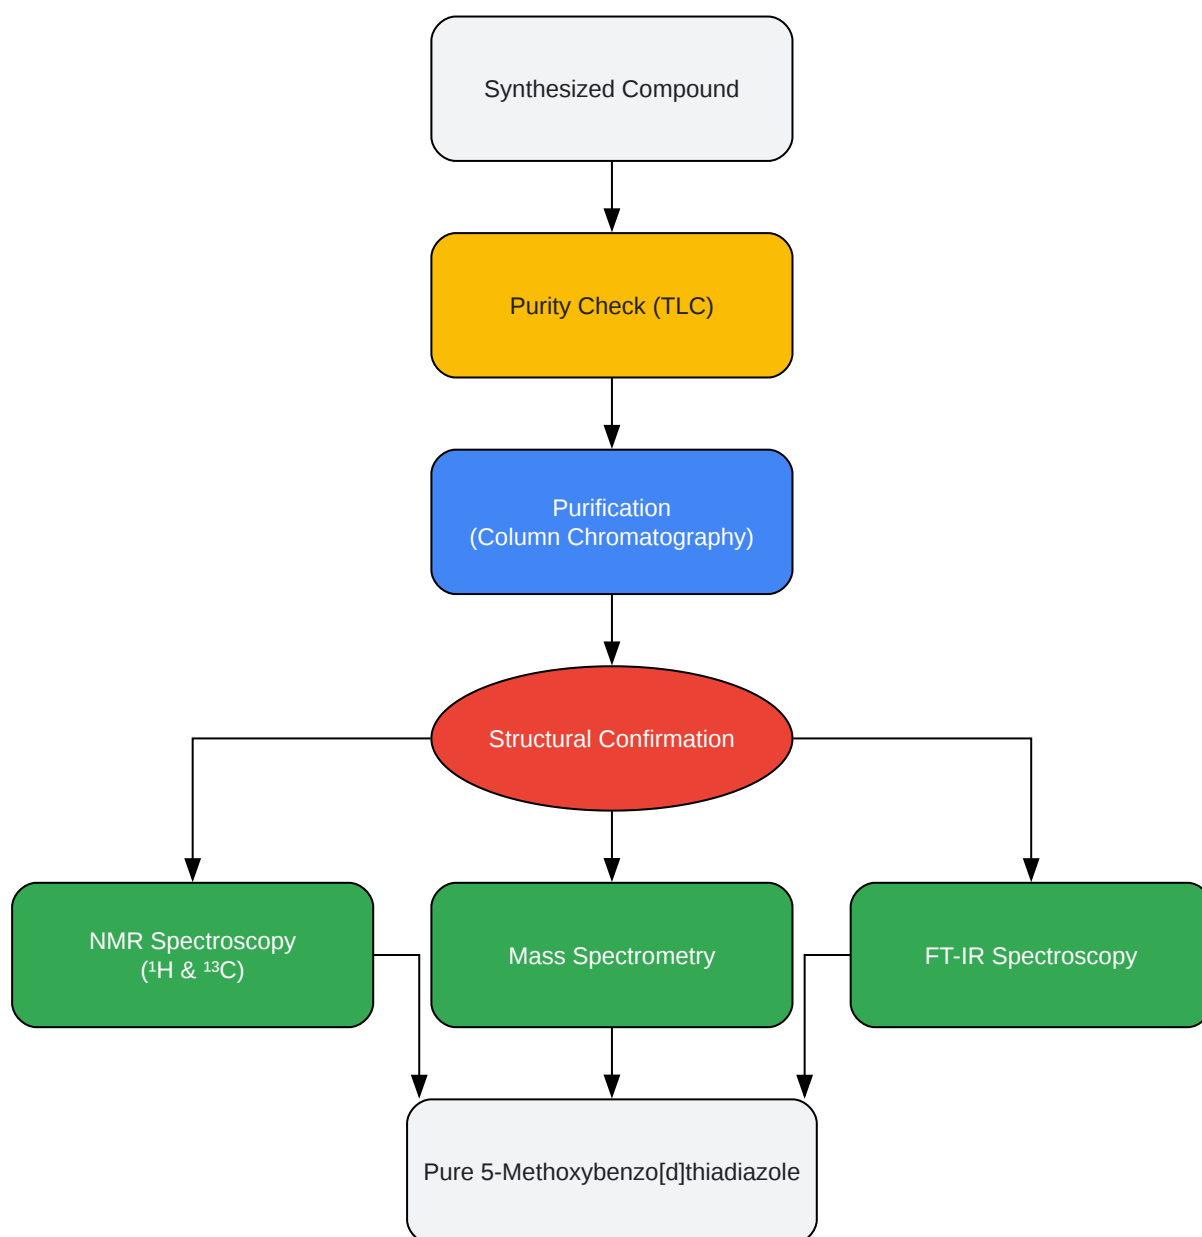 Synthesized Compound
Purity Check (TLC)
Purification
(Column Chromatography)
Structural Confirmation
NMR Spectroscopy
(¹H & ¹³C)
Mass Spectrometry
FT-IR Spectroscopy
Pure 5-Methoxybenzo[d]thiadiazole